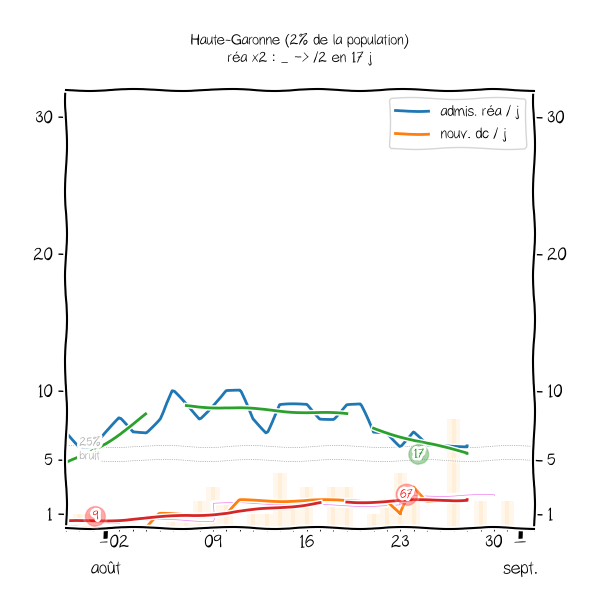 Haute-Garonne (2% de la population)
réa x2 : _ -> /2 en 17 j
admis. réa / j
nouv. dc / j
30
30
20
20
10
10
25%
bruit
17
5
5
67
9
1
1
02
09
16
23
30
août
sept.